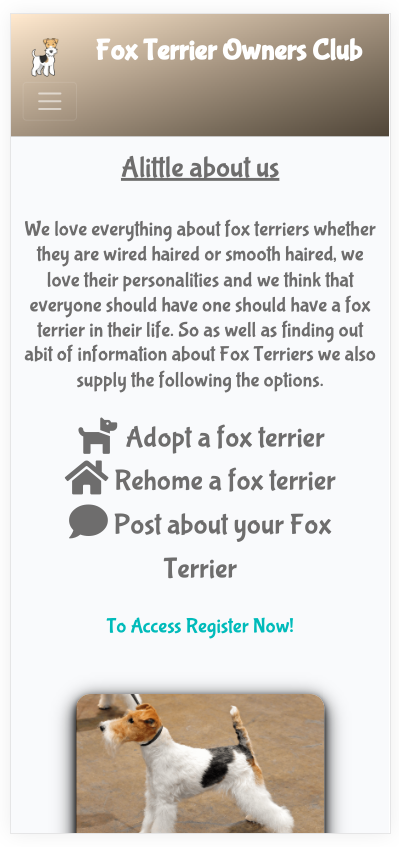 Fox Terrier Owners Club
Alittle about us
We love everything about fox terriers whether
they are wired haired or smooth haired, we
love their personalities and we think that
everyone should have one should have a fox
terrier in their life. So as well as finding out
abit of information about Fox Terriers we also
supply the following the options.
Adopt a fox terrier
Rehome a fox terrier
Post about your Fox
Terrier
To Access Register Now!